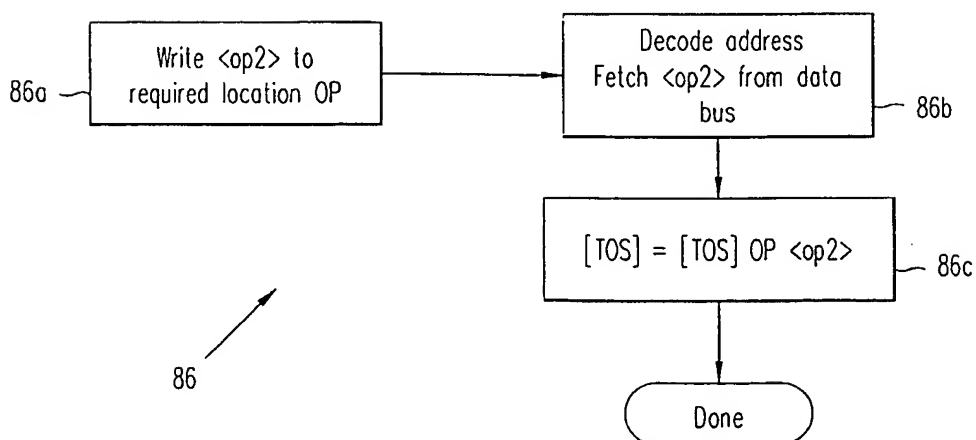 Write <op2> to
required location OP
86a
Decode address
Fetch <op2> from data
bus
86b
[TOS] = [TOS] OP <op2>
86c
86
Done